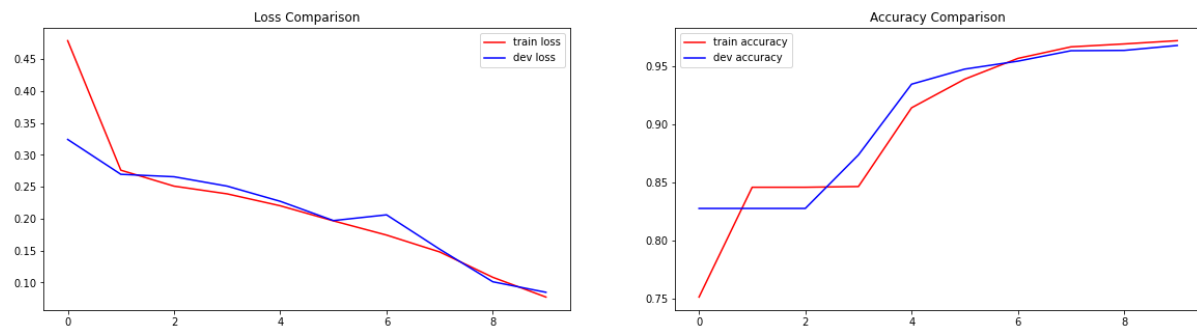 Loss Comparison
train loss
dev loss
0.45
0.40
0.35
0.30
0.25
0.20
0.15
0.10
0 2 4 6 8
Accuracy Comparison
train accuracy
dev accuracy
0.95
0.90
0.85
0.80
0.75
0 2 4 6 8